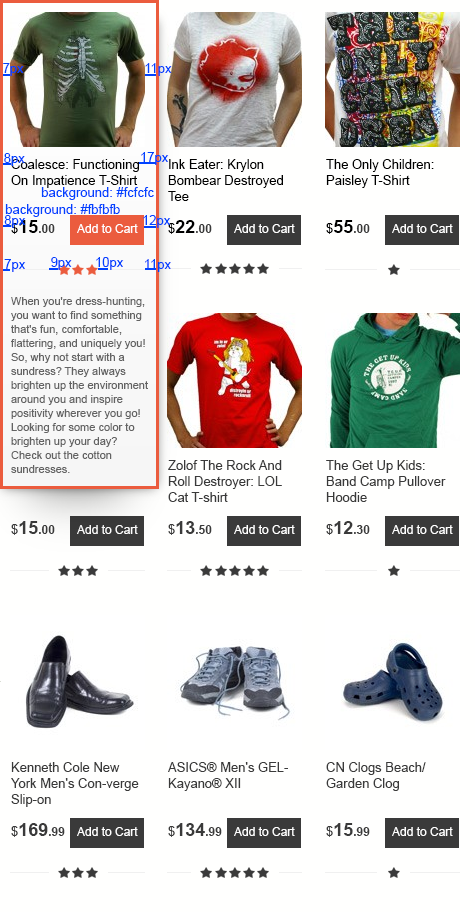 7px
11px
8px
17px
Coalesce: Functioning
On Impatience T-Shirt
background: #fcfcfc
background: #fbfbfb
8px
12px
$15.00
Add to Cart
7px
9px
10px
11px
When you're dress-hunting,
you want to find something
that's fun, comfortable,
flattering, and uniquely you!
So, why not start with a
sundress? They always
brighten up the environment
around you and inspire
positivity wherever you go!
Looking for some color to
brighten up your day?
Check out the cotton
sundresses.
Ink Eater: Krylon
Bombear Destroyed
Tee
$22.00
Add to Cart
The Only Children:
Paisley T-Shirt
$55.00
Add to Cart
$15.00
Add to Cart
Zolof The Rock And
Roll Destroyer: LOL
Cat T-shirt
$13.50
Add to Cart
THE GET UP KIDS
BAND CAMP
The Get Up Kids:
Band Camp Pullover
Hoodie
$12.30
Add to Cart
Kenneth Cole New
York Men's Con-verge
Slip-on
$169.99
Add to Cart
ASICS® Men's GEL-
Kayano® XII
$134.99
Add to Cart
CN Clogs Beach/
Garden Clog
$15.99
Add to Cart